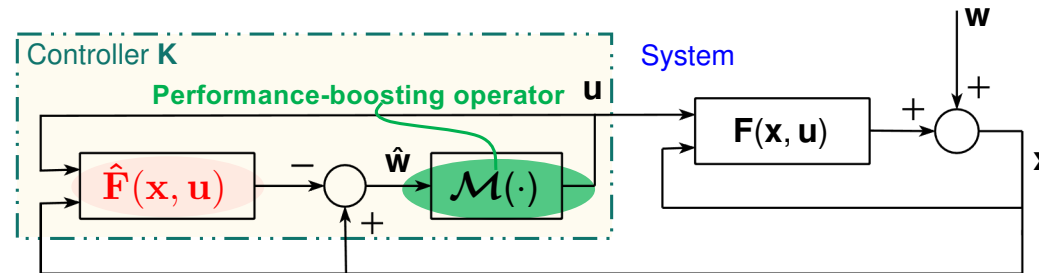 w
Controller K
System
Performance-boosting operator
u
+
+
F(x, u)
x
F̂(x, u)
−
ŵ
M(·)
+